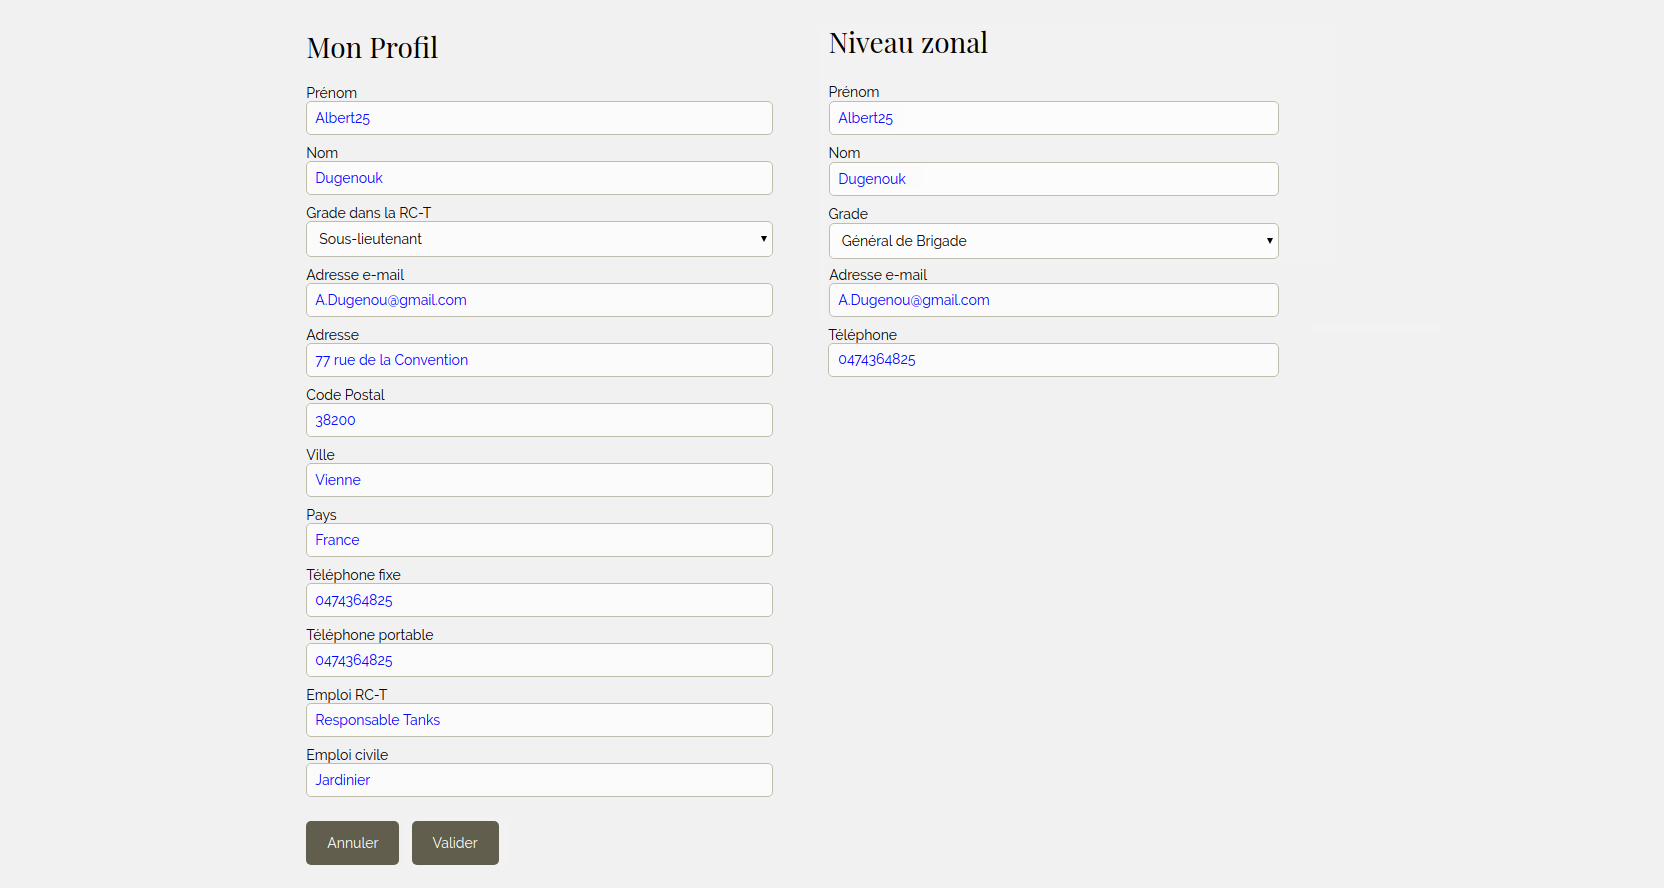 Mon Profil
Prénom
Albert25
Nom
Dugenouk
Grade dans la RC-T
Sous-lieutenant
Adresse e-mail
A.Dugenou@gmail.com
Adresse
77 rue de la Convention
Code Postal
38200
Ville
Vienne
Pays
France
Téléphone fixe
0474364825
Téléphone portable
0474364825
Emploi RC-T
Responsable Tanks
Emploi civile
Jardinier
Annuler
Valider
Niveau zonal
Prénom
Albert25
Nom
Dugenouk
Grade
Général de Brigade
Adresse e-mail
A.Dugenou@gmail.com
Téléphone
0474364825